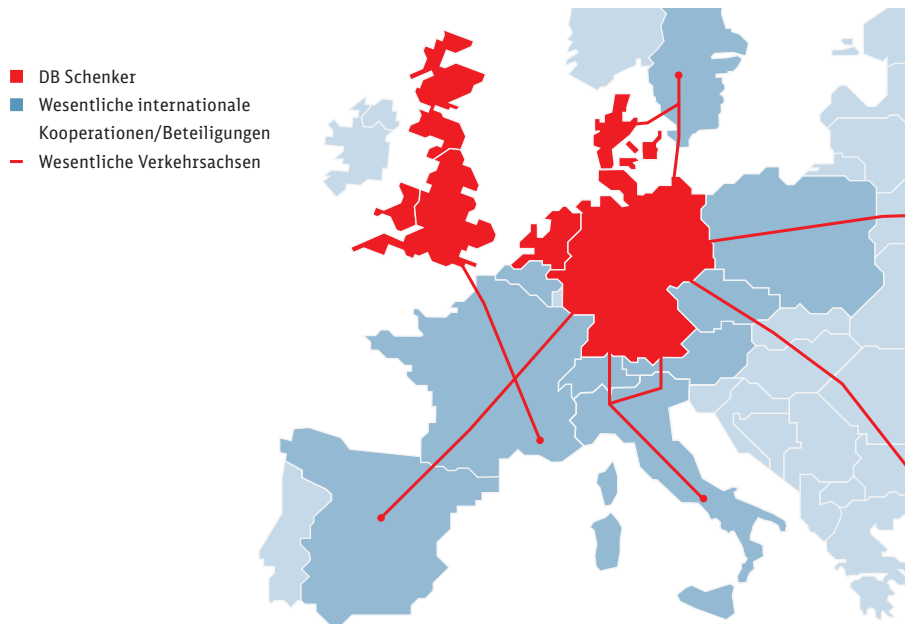 DB Schenker
Wesentliche internationale
Kooperationen/Beteiligungen
Wesentliche Verkehrsachsen